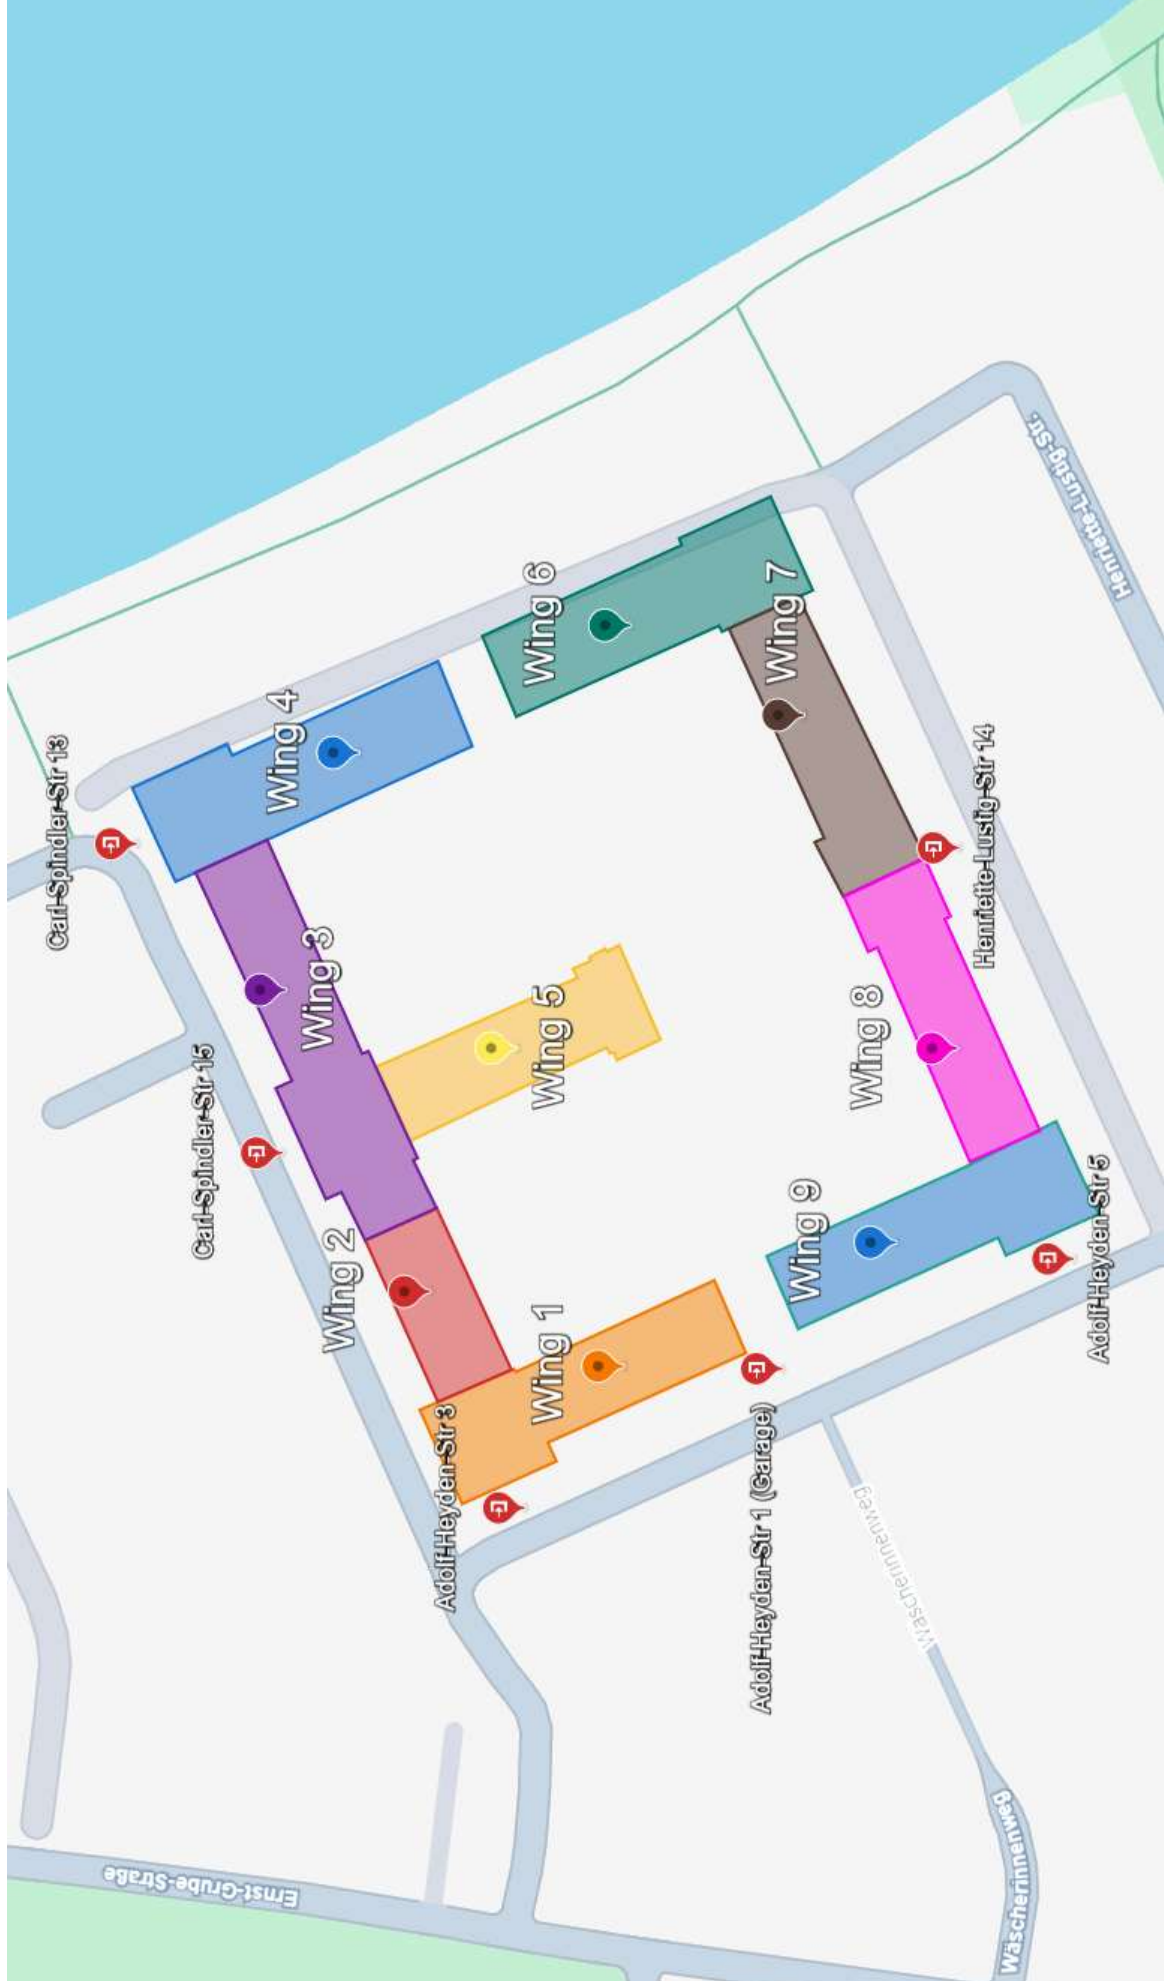 Carl-Spindler-Str 13
Wing 4
Wing 6
Wing 7
Henriette-Lustig-Str.
Wing 3
Carl-Spindler-Str 15
Wing 5
Wing 8
Henriette-Lustig-Str 14
Wing 2
Wing 1
Wing 9
Adolf-Heyden-Str 5
Adolf-Heyden-Str 3
Adolf-Heyden-Str 1 (Garage)
Wäscherinnenweg
Wäscherinnenweg
Ernst-Grube-Straße